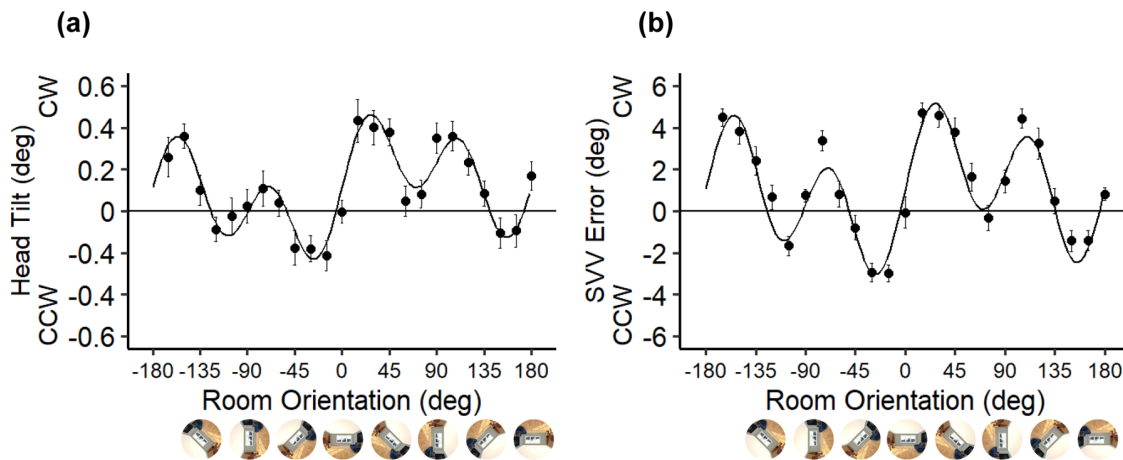 (a)
CW
CCW
Head Tilt (deg)
0.6
0.4
0.2
0
-0.4
-0.4
-0.6
-180 -135 -90 -45 0 45 90 135 180
Room Orientation (deg)
(b)
CW
CCW
SVV Error (deg)
6
4
2
0
-2
-4
-6
-180 -135 -90 -45 0 45 90 135 180
Room Orientation (deg)